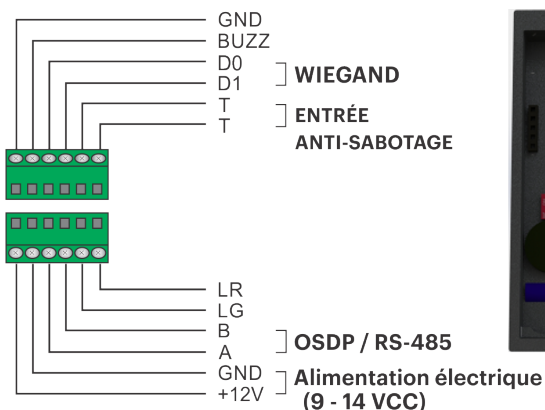 GND
BUZZ
D0
D1
WIEGAND
T
T
ENTRÉE
ANTI-SABOTAGE
LR
LG
B
A
OSDP / RS-485
GND
+12V
Alimentation électrique
(9 - 14 VCC)